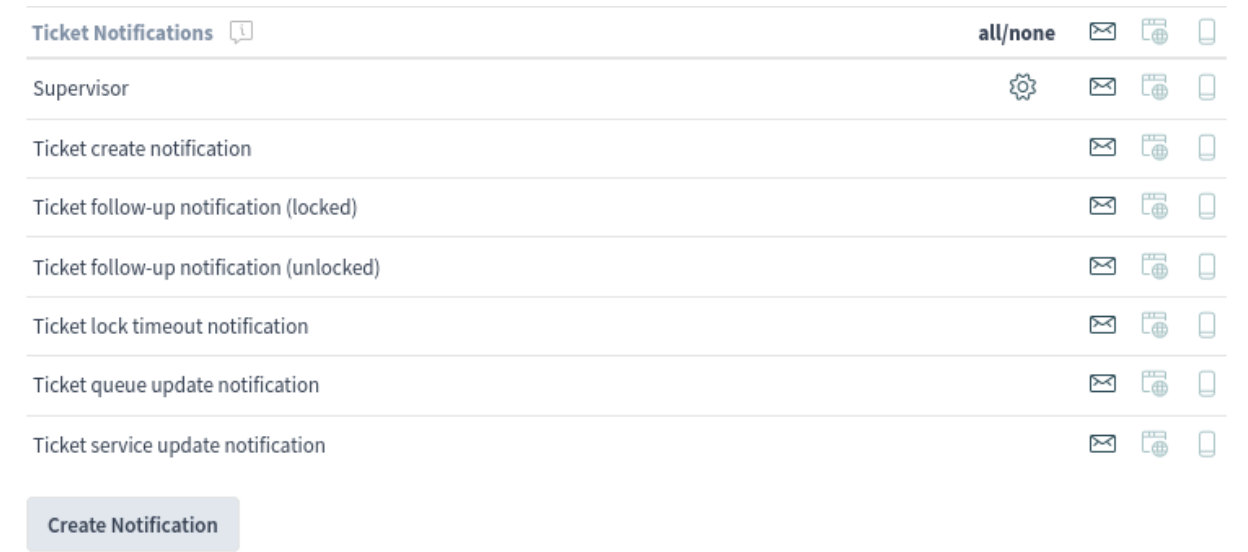 Ticket Notifications all/none
Supervisor
Ticket create notification
Ticket follow-up notification (locked)
Ticket follow-up notification (unlocked)
Ticket lock timeout notification
Ticket queue update notification
Ticket service update notification
Create Notification